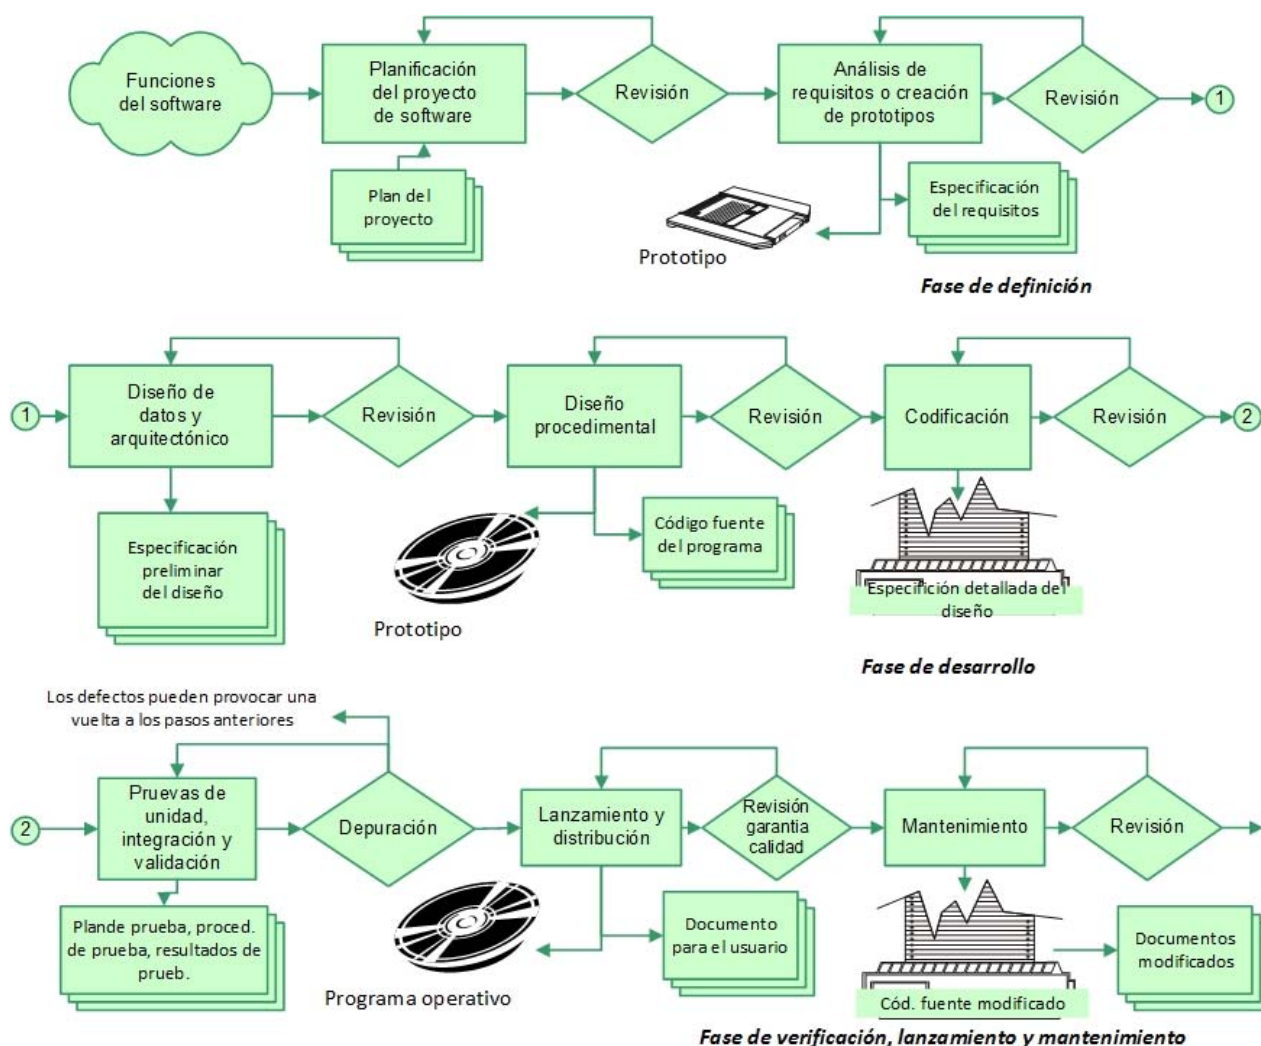 Funciones
del software
Planificación
del proyecto
de software
Revisión
Análisis de
requisitos o creación
de prototipos
Revisión
1
Plan del
proyecto
Prototipo
Especificación
del requisitos
Fase de definición
1
Diseño de
datos y
arquitectónico
Revisión
Diseño
procedimental
Revisión
Codificación
Revisión
2
Especificación
preliminar
del diseño
Prototipo
Código fuente
del programa
Especifición detallada del
diseño
Fase de desarrollo
Los defectos pueden provocar una
vuelta a los pasos anteriores
2
Pruevas de
unidad,
integración y
validación
Depuración
Lanzamiento y
distribución
Revisión
garantia
calidad
Mantenimiento
Revisión
Plande prueba, proced.
de prueba, resultados de
prueb.
Programa operativo
Documento
para el usuario
Cód. fuente modificado
Documentos
modificados
Fase de verificación, lanzamiento y mantenimiento